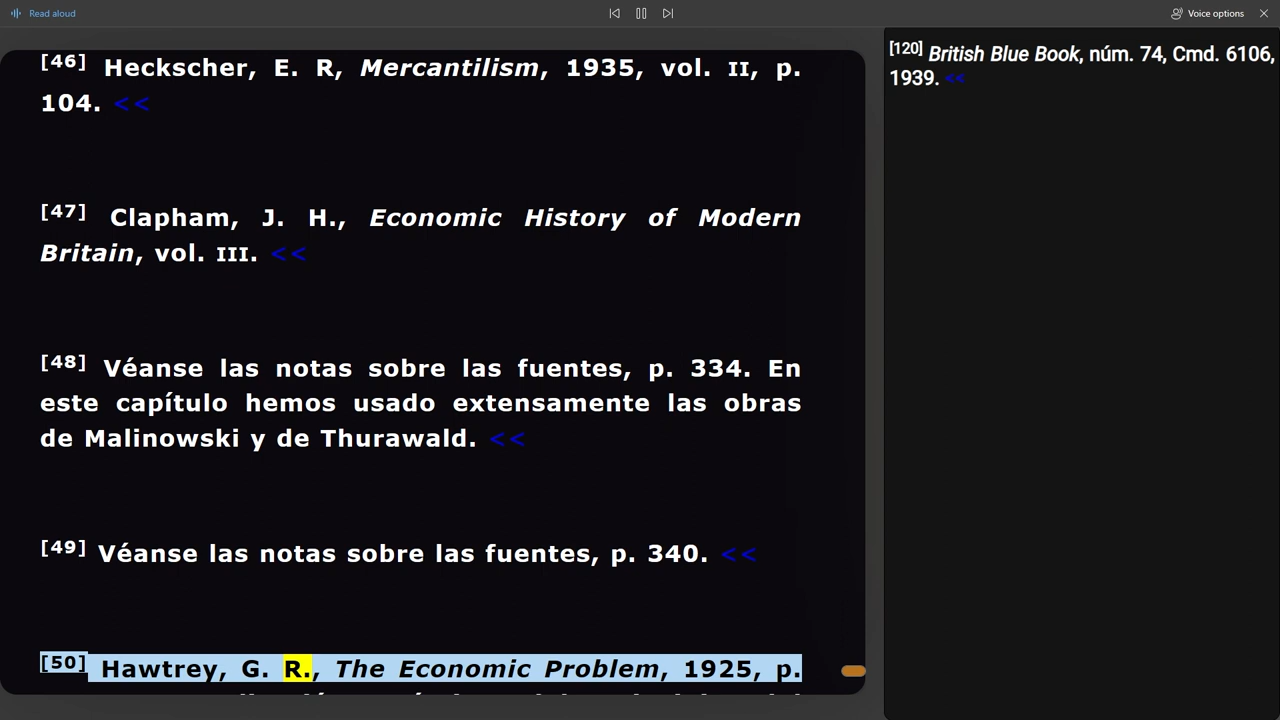 Read aloud
Voice options
[46] Heckscher, E. R, Mercantilism, 1935, vol. II, p.
104. <<
[47] Clapham, J. H., Economic History of Modern
Britain, vol. III. <<
[48] Véanse las notas sobre las fuentes, p. 334. En
este capítulo hemos usado extensamente las obras
de Malinowski y de Thurawald. <<
[49] Véanse las notas sobre las fuentes, p. 340. <<
[50] Hawtrey, G. R., The Economic Problem, 1925, p.
[120] British Blue Book, núm. 74, Cmd. 6106,
1939. <<